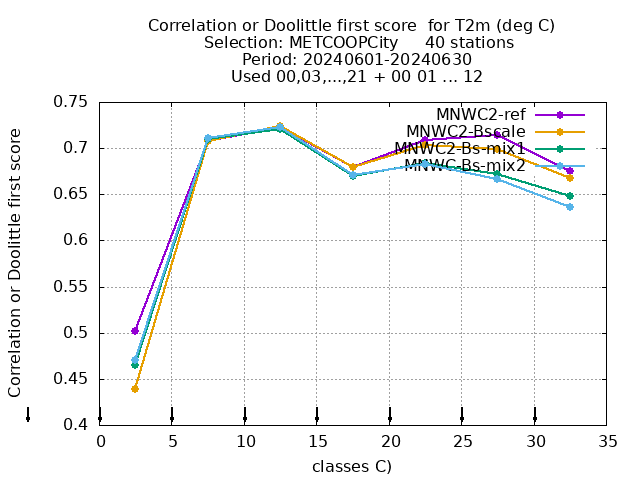 Correlation or Doolittle first score  for T2m (deg C)
Selection: METCOOPCity     40 stations
Period: 20240601-20240630
Used 00,03,...,21 + 00 01 ... 12
Correlation or Doolittle first score
0.75
0.7
0.65
0.6
0.55
0.5
0.45
0.4
MNWC2-ref
MNWC2-Bscale
MNWC2-Bs-mix1
MNWC-Bs-mix2
0 5 10 15 20 25 30 35
classes C)